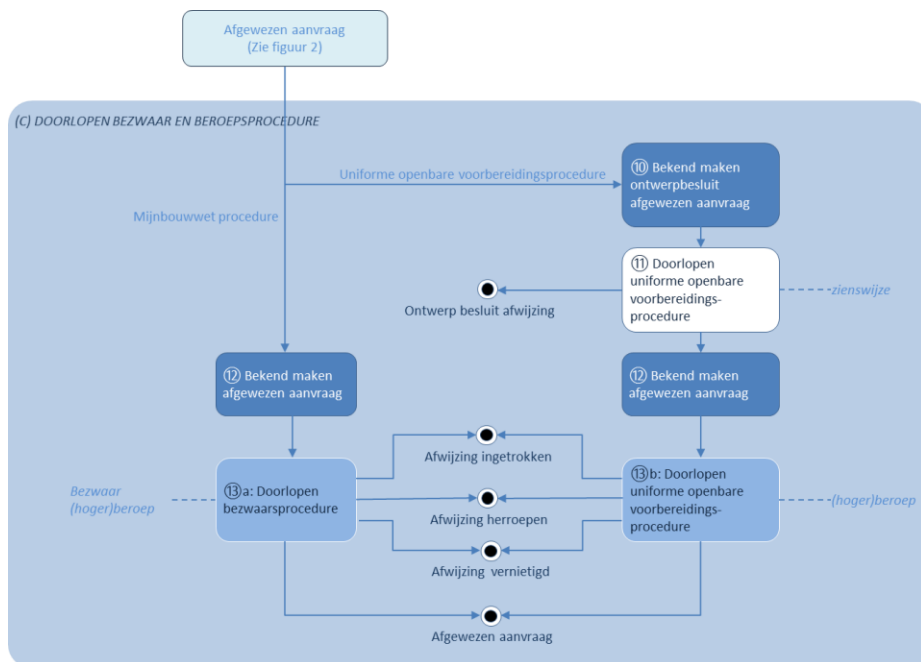 Afgewezen aanvraag
(Zie figuur 2)
(C) DOORLOPEN BEZWAAR EN BEROEPSPROCEDURE
Uniforme openbare voorbereidingsprocedure
Mijnbouwwet procedure
⑩ Bekend maken
ontwerpbesluit
afgewezen aanvraag
⑪ Doorlopen
uniforme openbare
voorbereidings-
procedure
zienswijze
Ontwerp besluit afwijzing
⑫ Bekend maken
afgewezen aanvraag
⑫ Bekend maken
afgewezen aanvraag
Afwijzing ingetrokken
Bezwaar
(hoger)beroep
⑬a: Doorlopen
bezwaarsprocedure
⑬b: Doorlopen
uniforme openbare
voorbereidings-
procedure
(hoger)beroep
Afwijzing herroepen
Afwijzing vernietigd
Afgewezen aanvraag